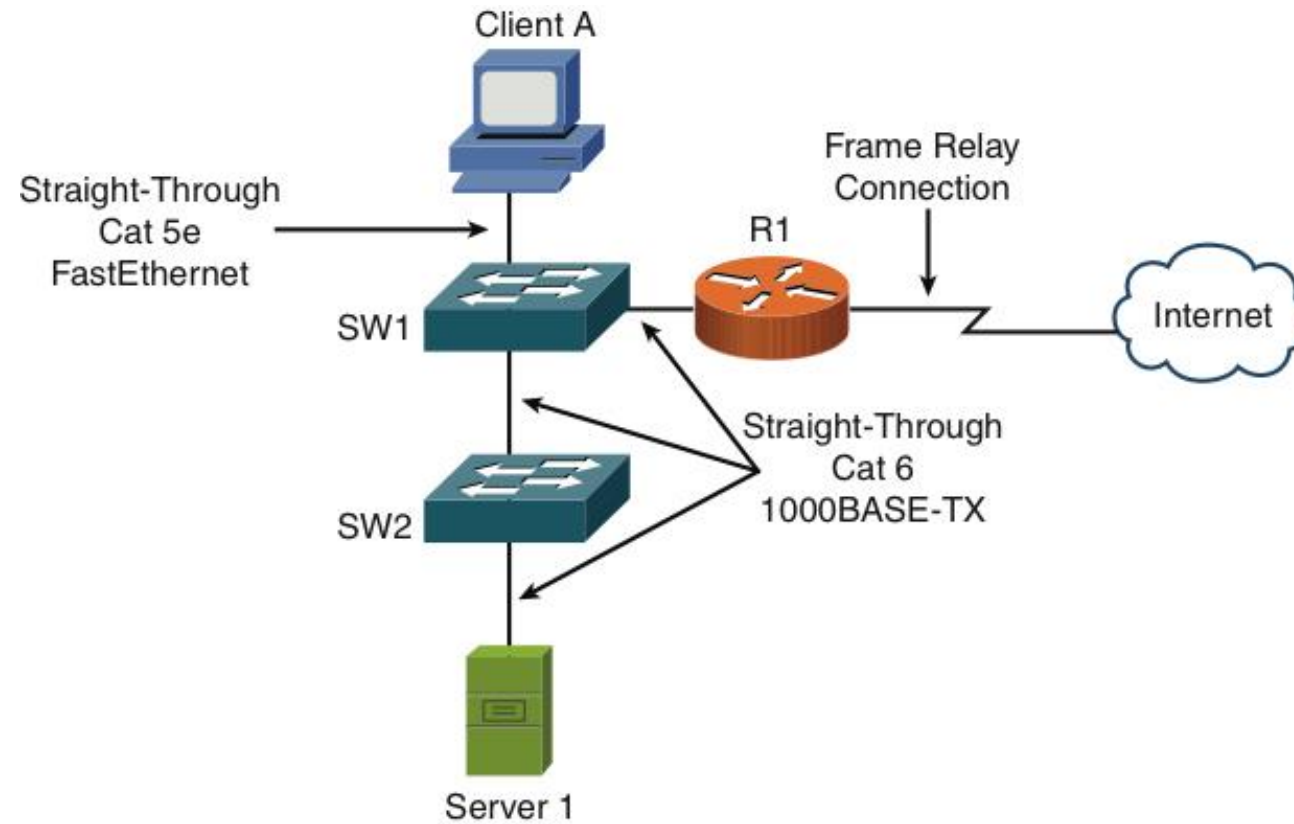 Client A
Straight-Through
Cat 5e
FastEthernet
Frame Relay
Connection
R1
Internet
SW1
Straight-Through
Cat 6
1000BASE-TX
SW2
Server 1